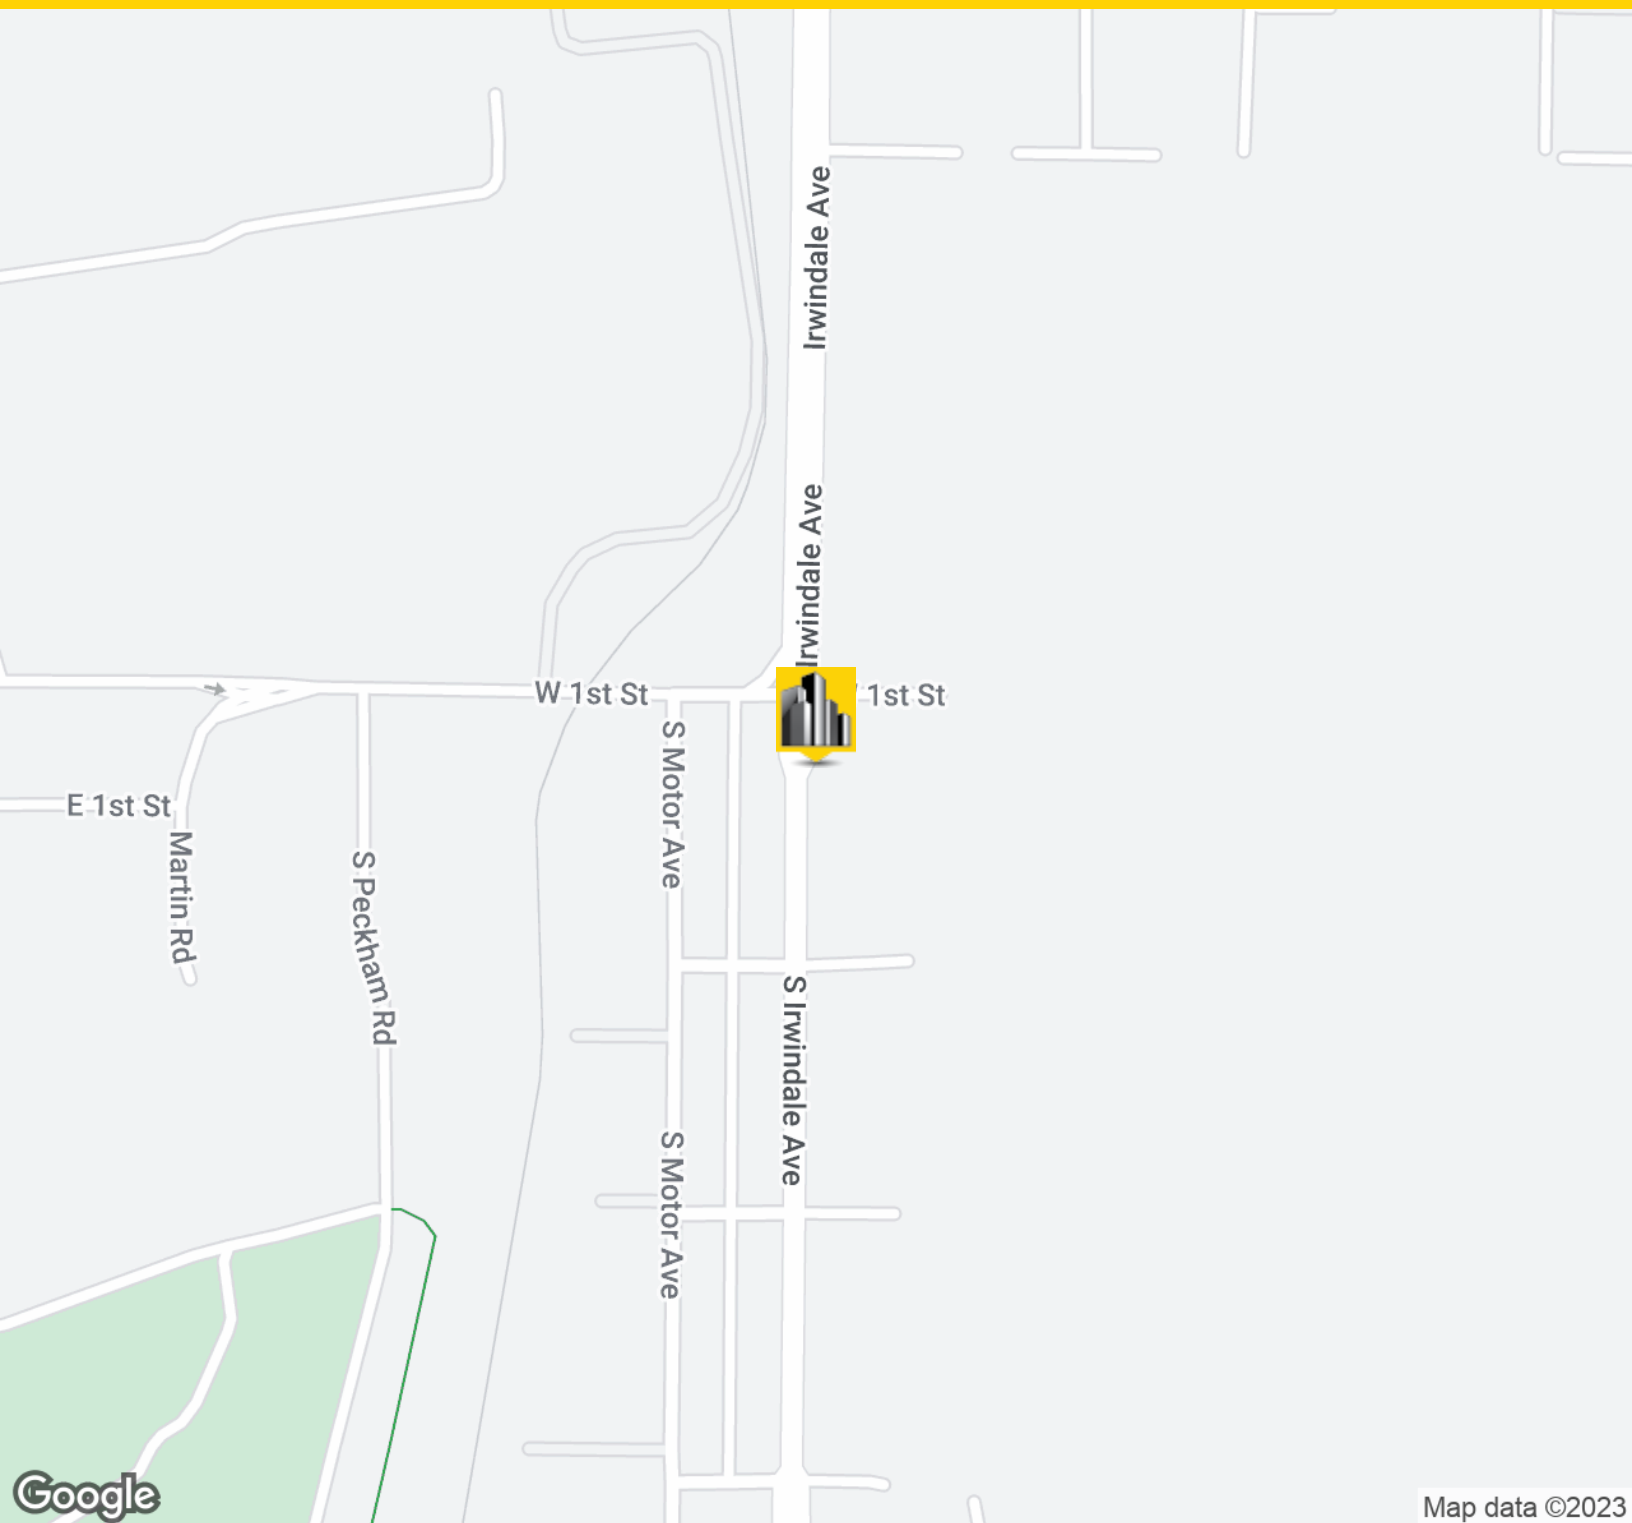 Irwindale Ave
Irwindale Ave
W 1st St
1st St
S Motor Ave
E 1st St
Martin Rd
S Peckham Rd
S Irwindale Ave
S Motor Ave
Google
Map data ©2023